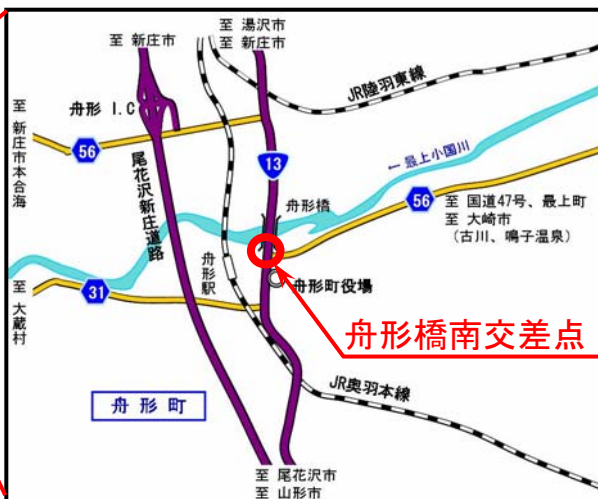 至 湯沢市
至 新庄市
至 新庄市
JR陸羽東線
舟形 I.C
至 新庄市本合海
56
13
← 最上小国川
尾花沢新庄道路
舟形橋
56
至 国道47号、最上町
至 大崎市
(古川、鳴子温泉)
舟形駅
舟形町役場
31
至 大蔵村
舟形橋南交差点
舟形町
JR奥羽本線
至 尾花沢市
至 山形市